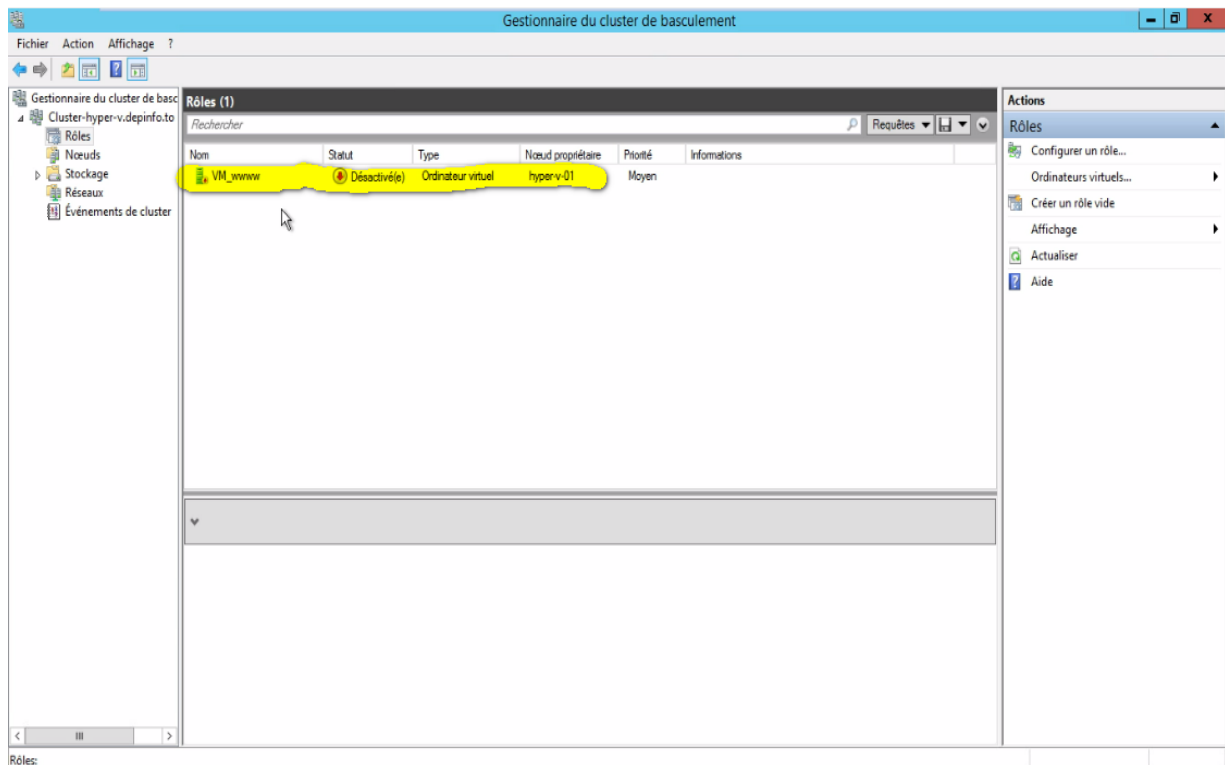 Gestionnaire du cluster de basculement
Fichier Action Affichage ?
Gestionnaire du cluster de basc
Cluster-hyper-v.depinfo.to
Rôles
Nœuds
Stockage
Réseaux
Événements de cluster
Rôles (1)
Rechercher
Requêtes
Nom Statut Type Nœud propriétaire Priorité Informations
VM_wwww Désactivé(e) Ordinateur virtuel hyper-v-01 Moyen
Actions
Rôles
Configurer un rôle...
Ordinateurs virtuels...
Créer un rôle vide
Affichage
Actualiser
Aide
Rôles: